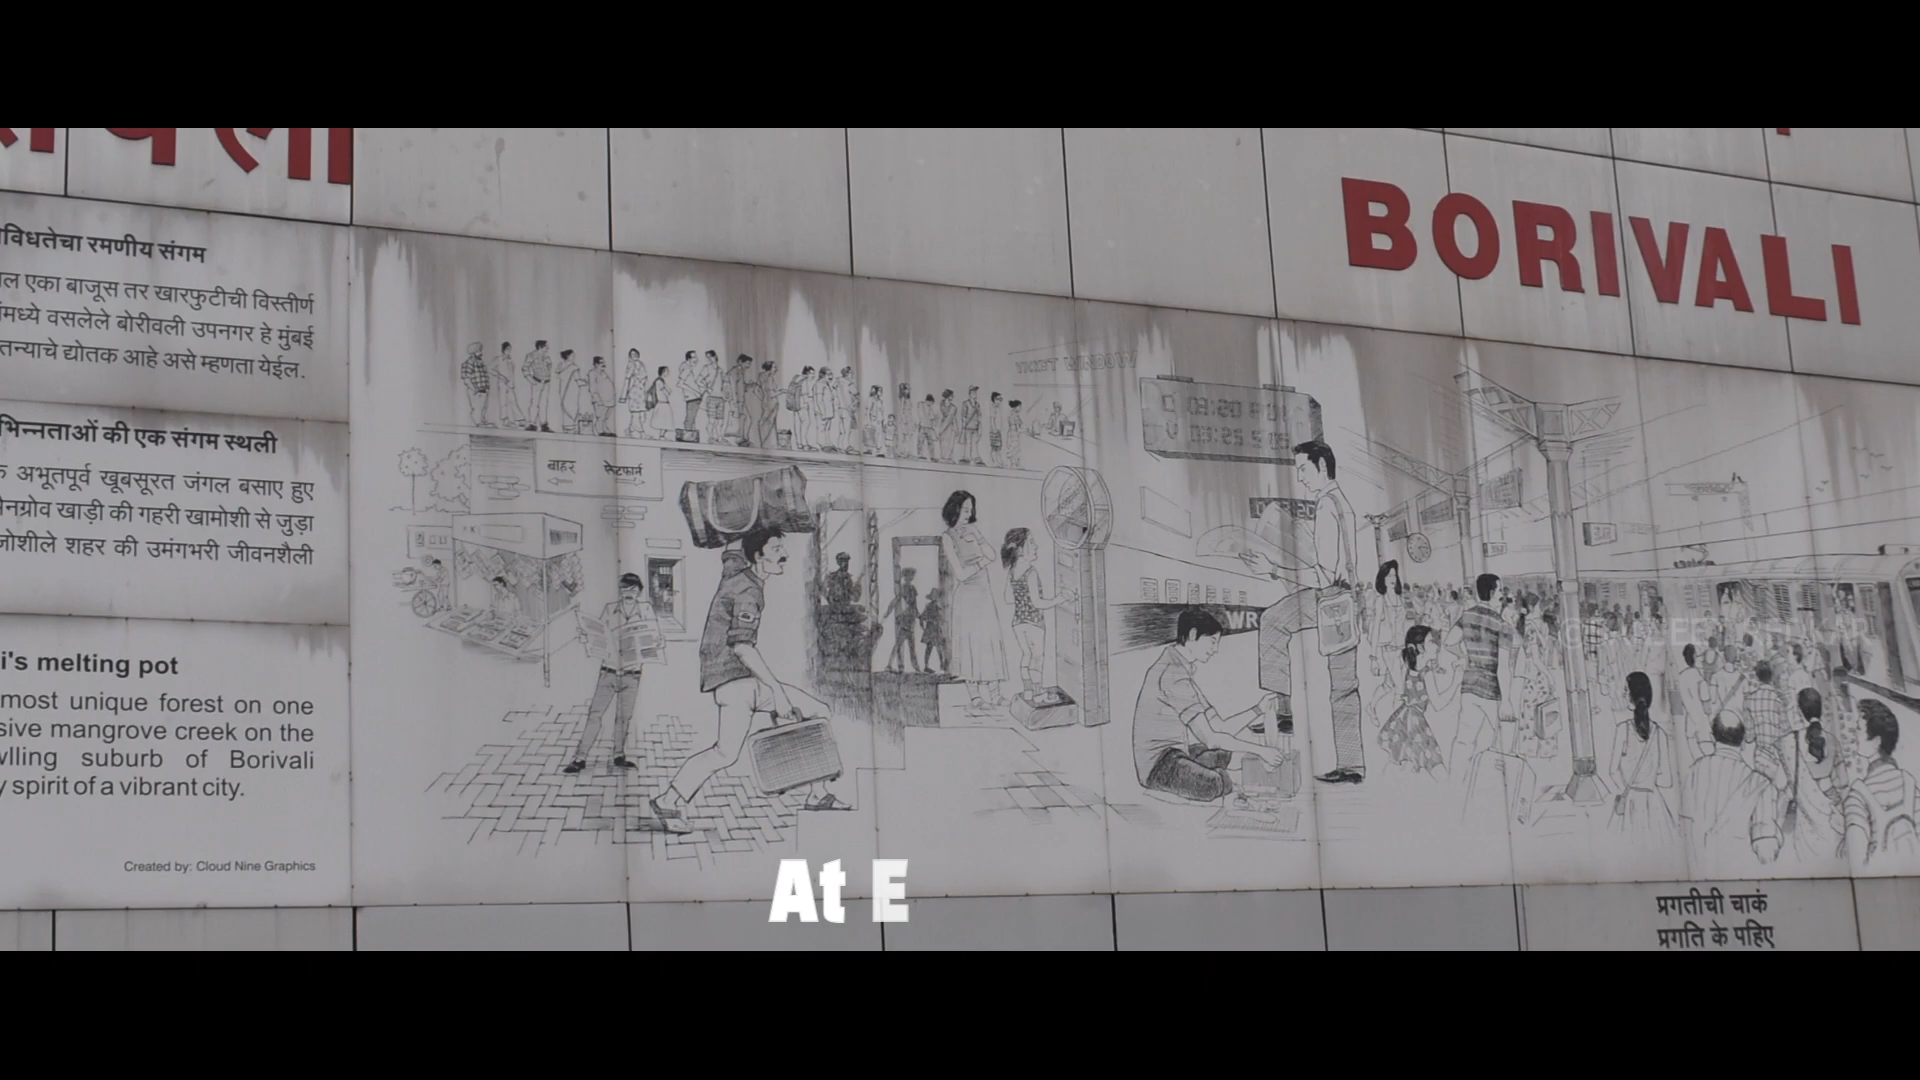 BORIVALI
विधतेचा रमणीय संगम
ल एका बाजूस तर खारफुटीची विस्तीर्ण
मध्ये वसलेले बोरीवली उपनगर हे मुंबई
तन्याचे द्योतक आहे असे म्हणता येईल.
भिन्नताओं की एक संगम स्थली
अभूतपूर्व खूबसूरत जंगल बसाए हुए
नग्रोव खाड़ी की गहरी खामोशी से जुड़ा
जोशीले शहर की उमंगभरी जीवनशैली
i's melting pot
most unique forest on one
sive mangrove creek on the
wlling suburb of Borivali
y spirit of a vibrant city.
Created by: Cloud Nine Graphics
बाहर प्लेटफार्म
WR
At E
प्रगतीची चाकं
प्रगति के पहिए